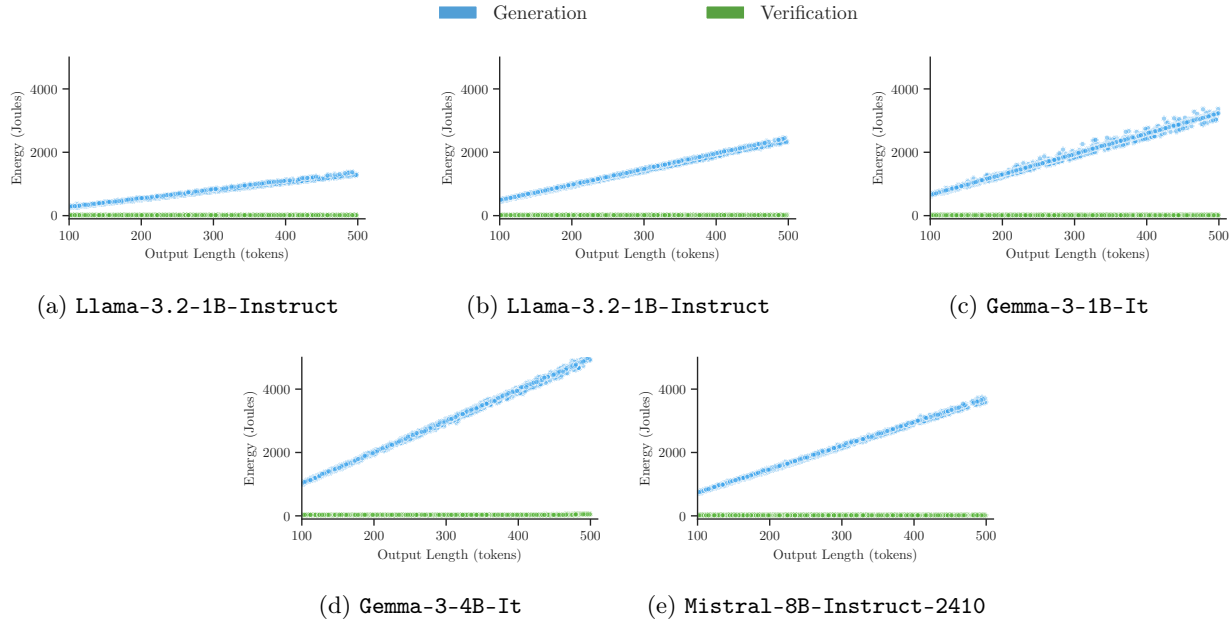 Generation Verification
4000
2000
0
Energy (Joules)
100 200 300 400 500
Output Length (tokens)
(a) Llama-3.2-1B-Instruct
4000
2000
0
Energy (Joules)
100 200 300 400 500
Output Length (tokens)
(b) Llama-3.2-1B-Instruct
4000
2000
0
Energy (Joules)
100 200 300 400 500
Output Length (tokens)
(c) Gemma-3-1B-It
4000
2000
0
Energy (Joules)
100 200 300 400 500
Output Length (tokens)
(d) Gemma-3-4B-It
4000
2000
0
Energy (Joules)
100 200 300 400 500
Output Length (tokens)
(e) Mistral-8B-Instruct-2410